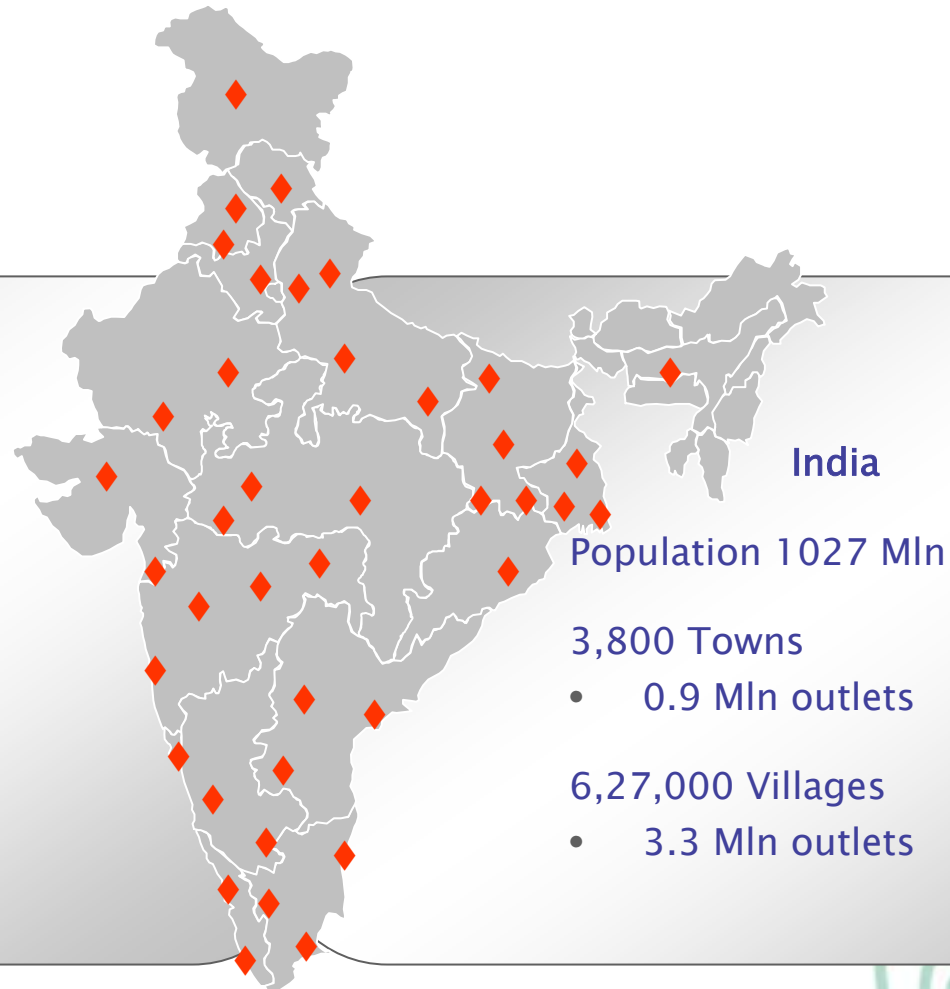 India
Population 1027 Mln
3,800 Towns
• 0.9 Mln outlets
6,27,000 Villages
• 3.3 Mln outlets